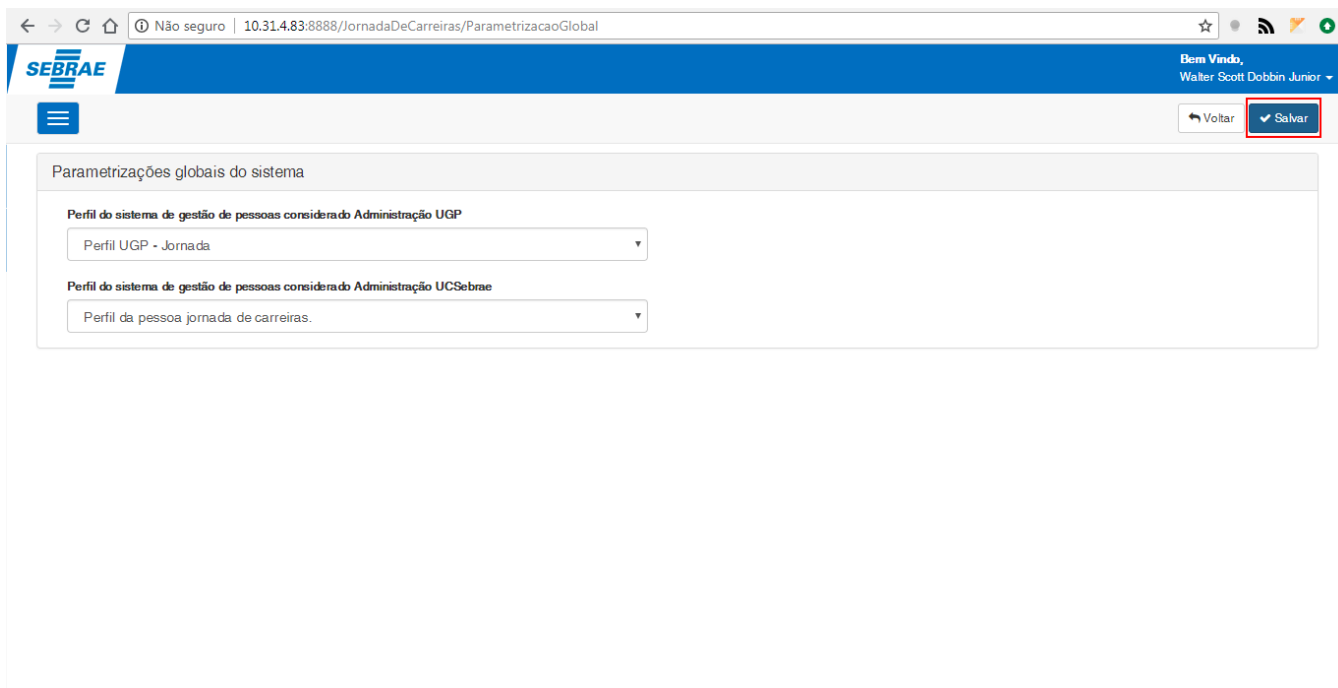 Não seguro | 10.31.4.83:8888/JornadaDeCarreiras/ParametrizacaoGlobal
SEBRAE
Bem Vindo,
Walter Scott Dobbin Junior
Voltar
Salvar
Parametrizações globais do sistema
Perfil do sistema de gestão de pessoas considerado Administração UGP
Perfil UGP - Jornada
Perfil do sistema de gestão de pessoas considerado Administração UCSebrae
Perfil da pessoa jornada de carreiras.